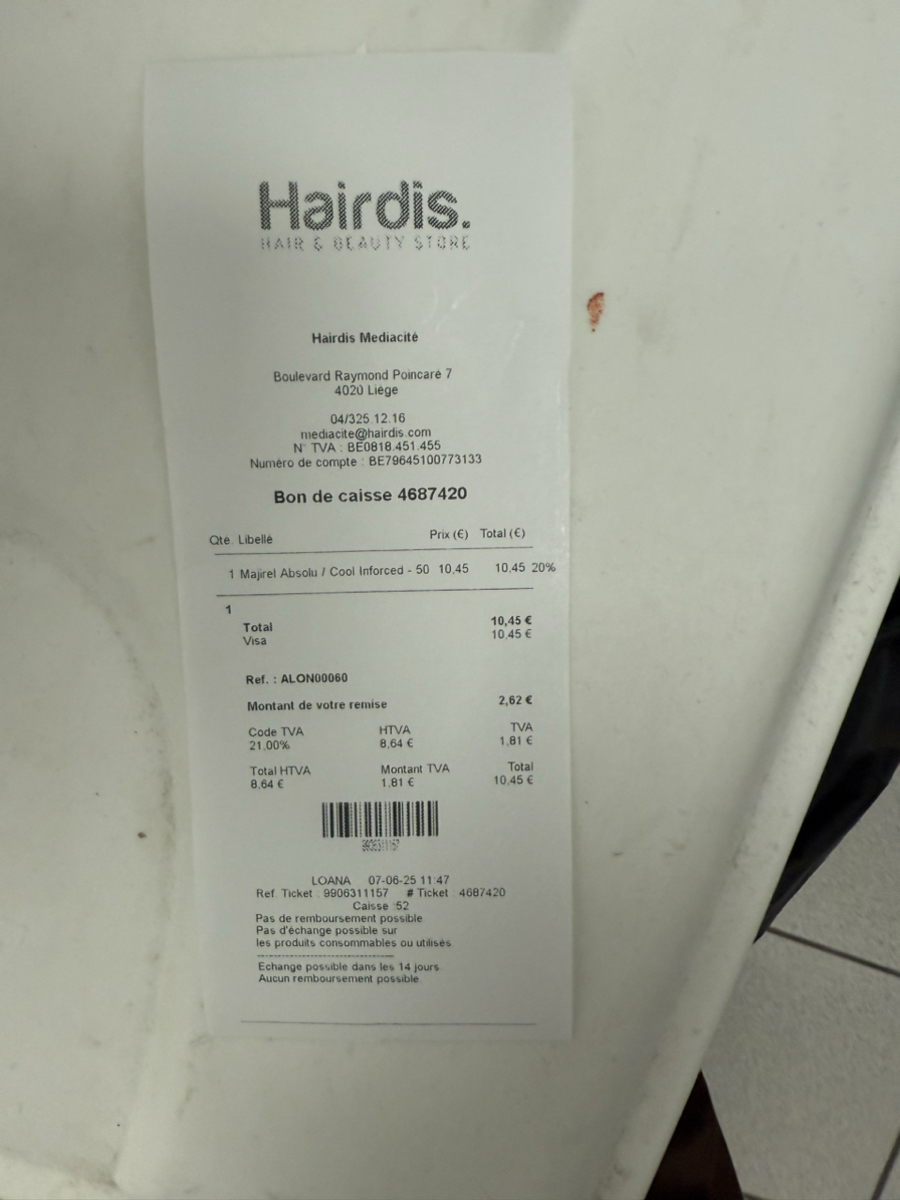 Hairdis.
HAIR & BEAUTY STORE
Hairdis Mediacité
Boulevard Raymond Poincaré 7
4020 Liège
04/325.12.16
mediacite@hairdis.com
N° TVA : BE0818.451.455
Numéro de compte : BE79645100773133
Bon de caisse 4687420
Qte. Libellé Prix (€) Total (€)
1 Majirel Absolu / Cool Inforced - 50 10,45 10,45 20%
1
Total 10,45 €
Visa 10,45 €
Ref. : ALON00060
Montant de votre remise 2,62 €
Code TVA HTVA TVA
21,00% 8,64 € 1,81 €
Total HTVA Montant TVA Total
8,64 € 1,81 € 10,45 €
LOANA 07-06-25 11:47
Ref. Ticket : 9906311157 # Ticket : 4687420
Caisse :52
Pas de remboursement possible
Pas d'échange possible sur
les produits consommables ou utilisés
Echange possible dans les 14 jours
Aucun remboursement possible.